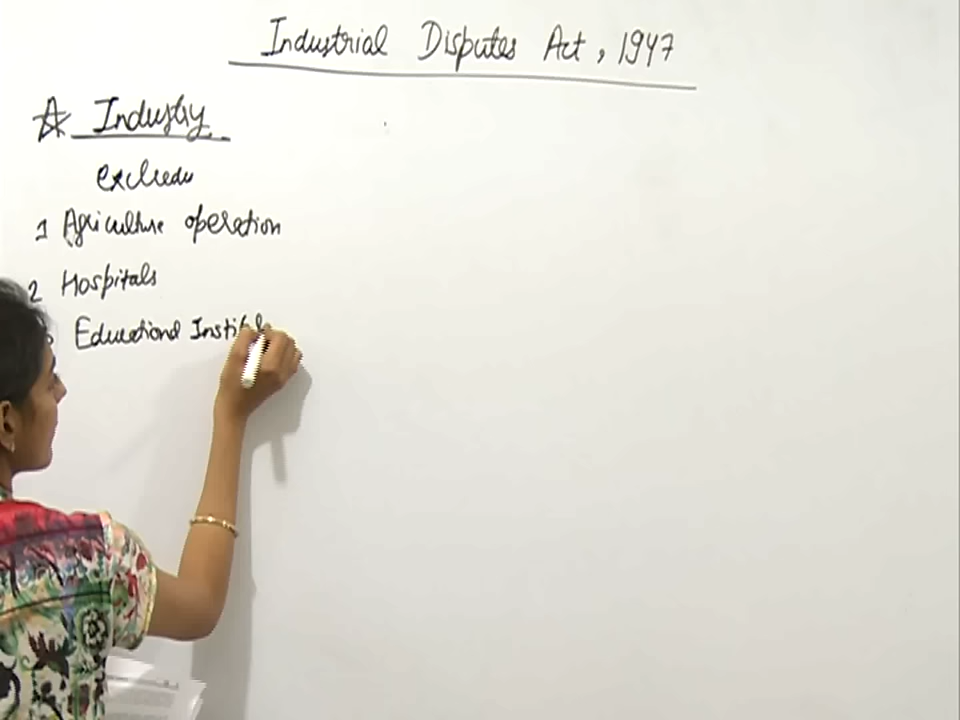 Industrial Disputes Act, 1947
☆ Industry
exclude
1 Agriculture operation
2 Hospitals
Educational Instit